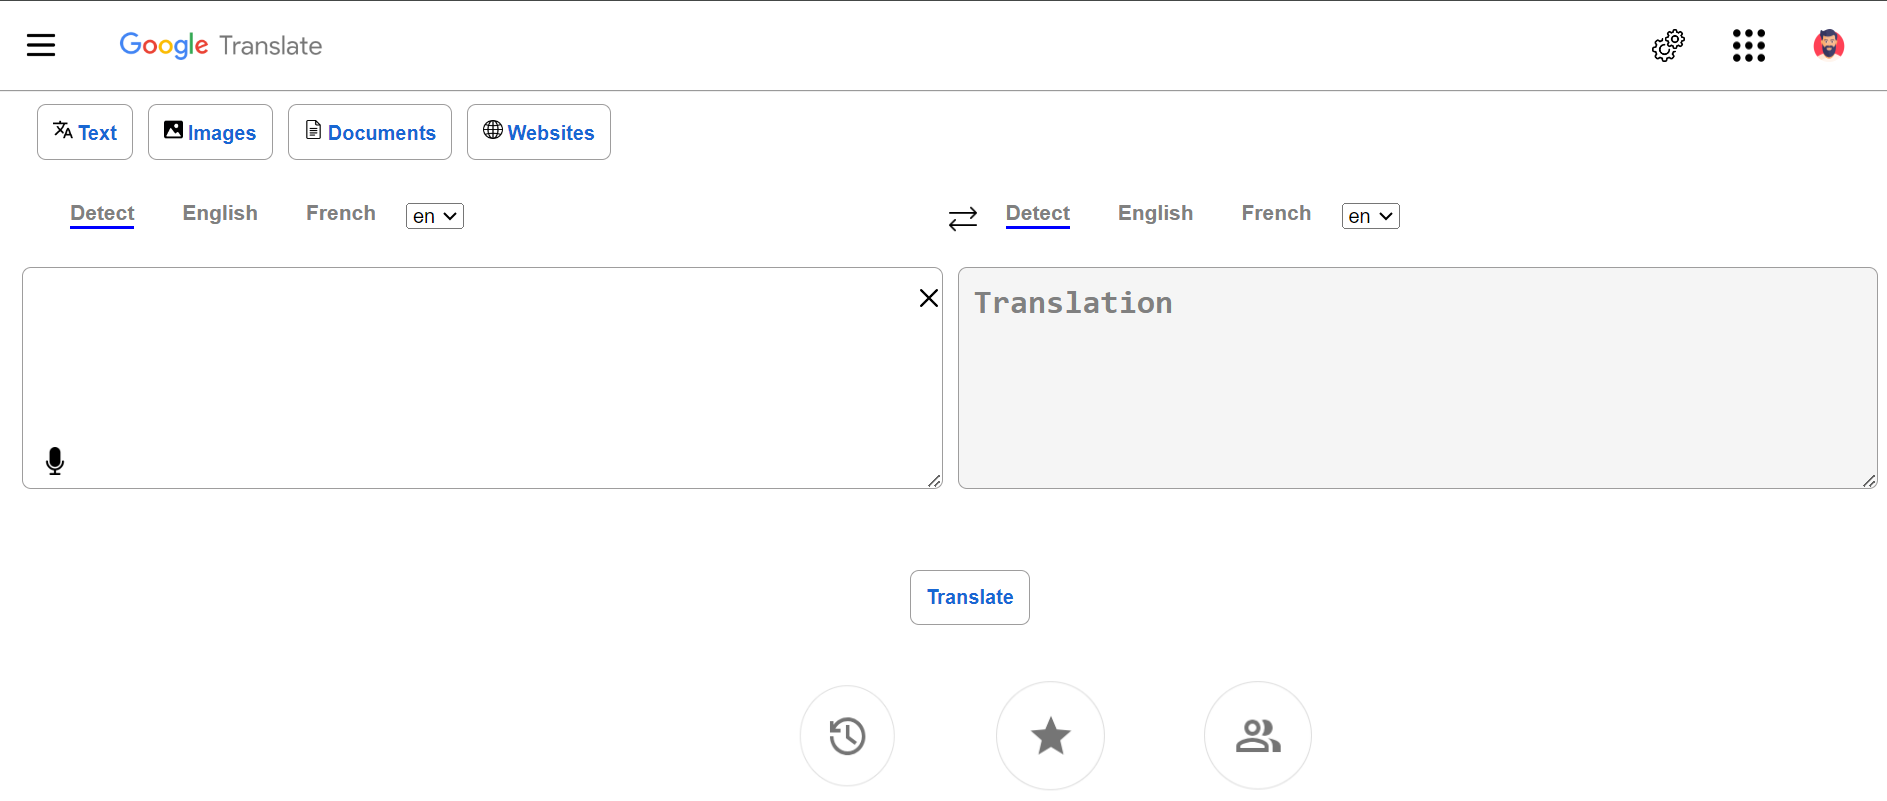 Google Translate
Text Images Documents Websites
Detect English French en Detect English French en
Translation
Translate